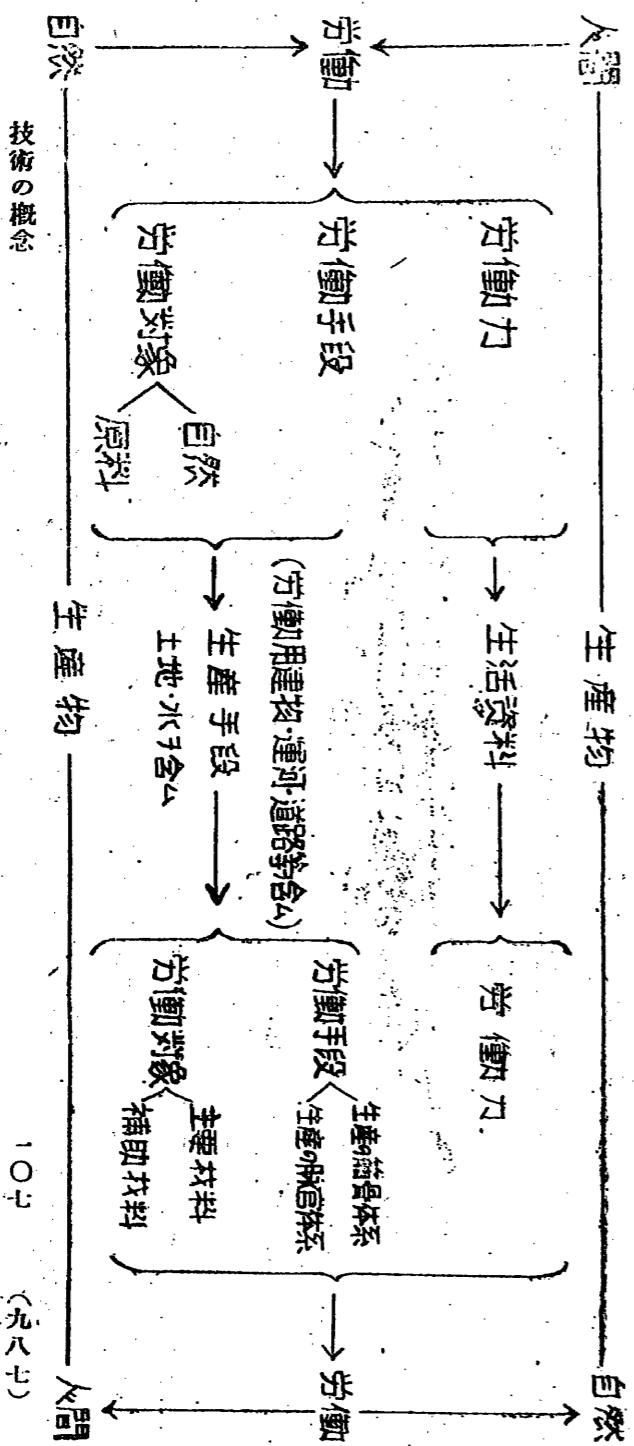 人間
労働
自然
労働力
労働手段
労働対象
自然
原料
生産物
生活資料
(労働用建物・運河・道路等含ム)
生産手段
土地・水ヲ含ム
生産物
労働力
労働手段
生産の筋骨体系
生産の脈管体系
労働対象
主要材料
補助材料
自然
労働
人間
技術の概念
一〇七
(九八七)